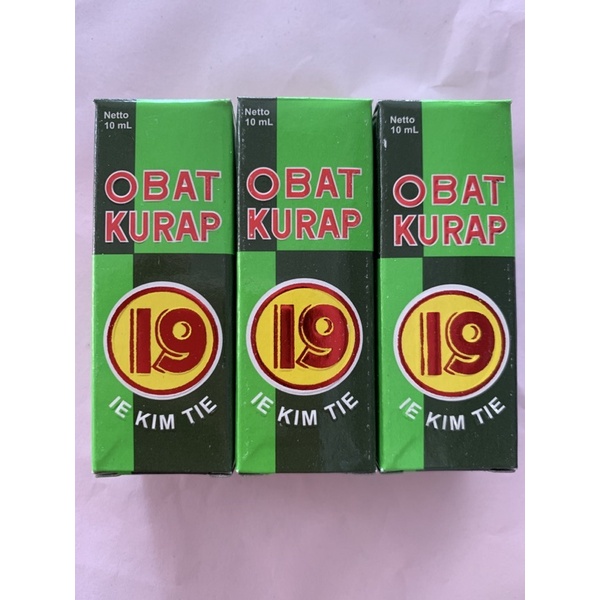 Netto
10 mL
OBAT
KURAP
19
IE KIM TIE
Netto
10 mL
OBAT
KURAP
19
IE KIM TIE
Netto
10 mL
OBAT
KURAP
19
IE KIM TIE